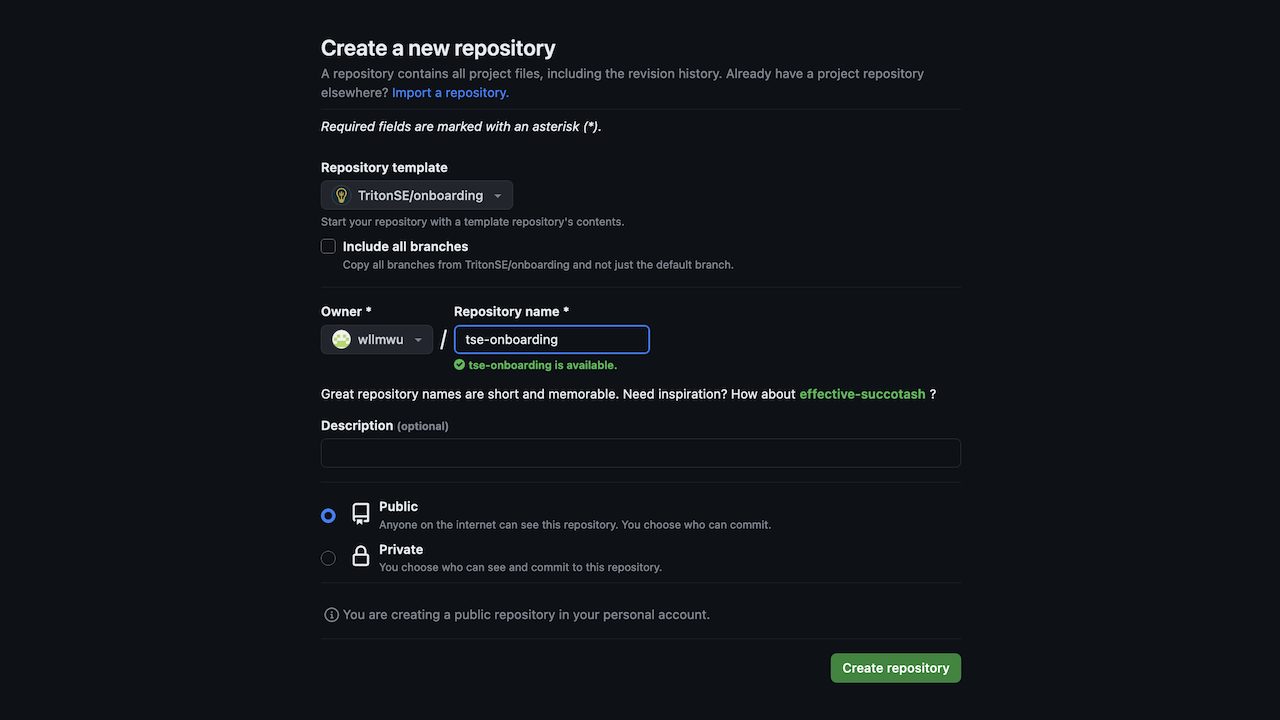 Create a new repository
A repository contains all project files, including the revision history. Already have a project repository
elsewhere? Import a repository.
Required fields are marked with an asterisk (*).
Repository template
TritonSE/onboarding
Start your repository with a template repository's contents.
Include all branches
Copy all branches from TritonSE/onboarding and not just the default branch.
Owner * Repository name *
wllmwu / tse-onboarding
tse-onboarding is available.
Great repository names are short and memorable. Need inspiration? How about effective-succotash ?
Description (optional)
Public
Anyone on the internet can see this repository. You choose who can commit.
Private
You choose who can see and commit to this repository.
You are creating a public repository in your personal account.
Create repository